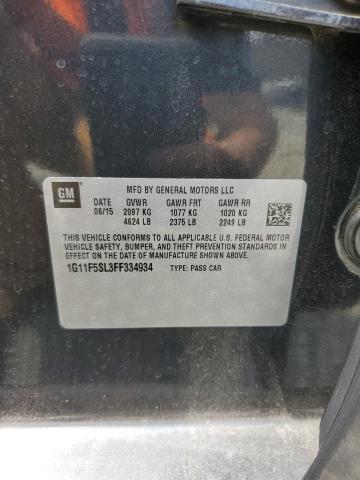 GM
MFD BY GENERAL MOTORS LLC
DATE GVWR GAWR FRT GAWR RR
06/15 2097 KG 1077 KG 1020 KG
4624 LB 2375 LB 2249 LB
THIS VEHICLE CONFORMS TO ALL APPLICABLE U.S. FEDERAL MOTOR
VEHICLE SAFETY, BUMPER, AND THEFT PREVENTION STANDARDS IN
EFFECT ON THE DATE OF MANUFACTURE SHOWN ABOVE.
1G11F5SL3FF334934 TYPE: PASS CAR